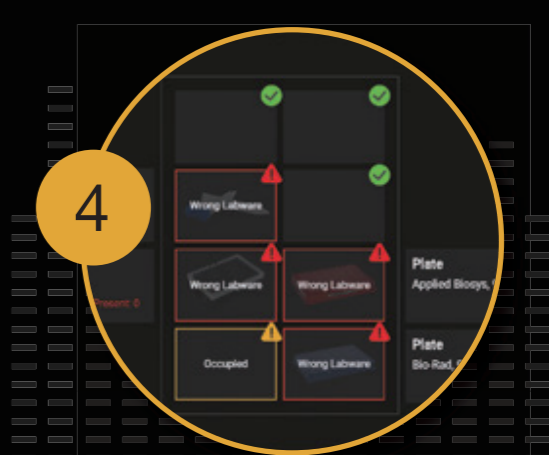 4
Wrong Labware
Wrong Labware
Wrong Labware
Plate
Applied Biosys,
Present: 0
Occupied
Wrong Labware
Plate
Bio-Rad,